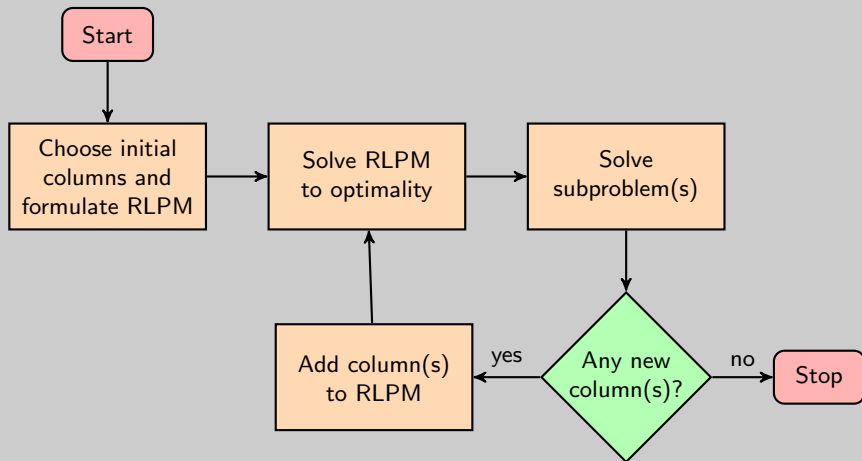 Start
Choose initial
columns and
formulate RLPM
Solve RLPM
to optimality
Solve
subproblem(s)
Any new
column(s)?
yes
no
Add column(s)
to RLPM
Stop